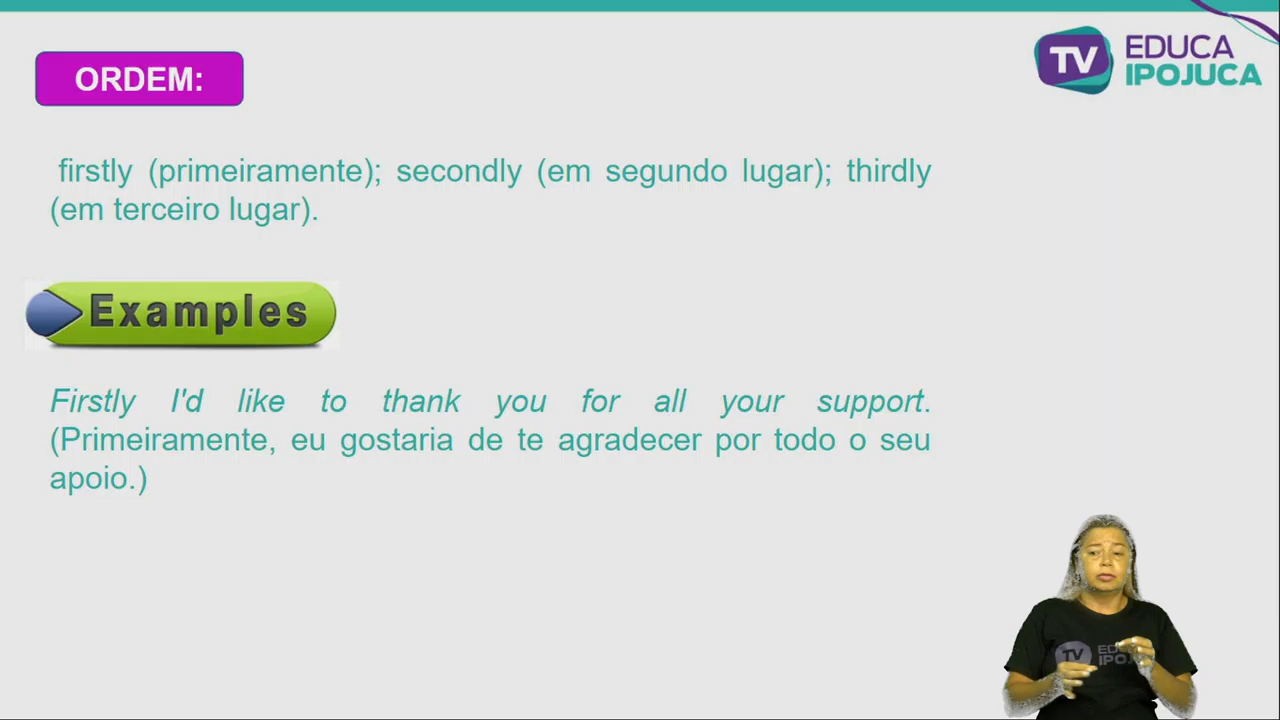 ORDEM:
TV EDUCA
IPOJUCA
firstly (primeiramente); secondly (em segundo lugar); thirdly
(em terceiro lugar).
Examples
Firstly I'd like to thank you for all your support.
(Primeiramente, eu gostaria de te agradecer por todo o seu
apoio.)
TV